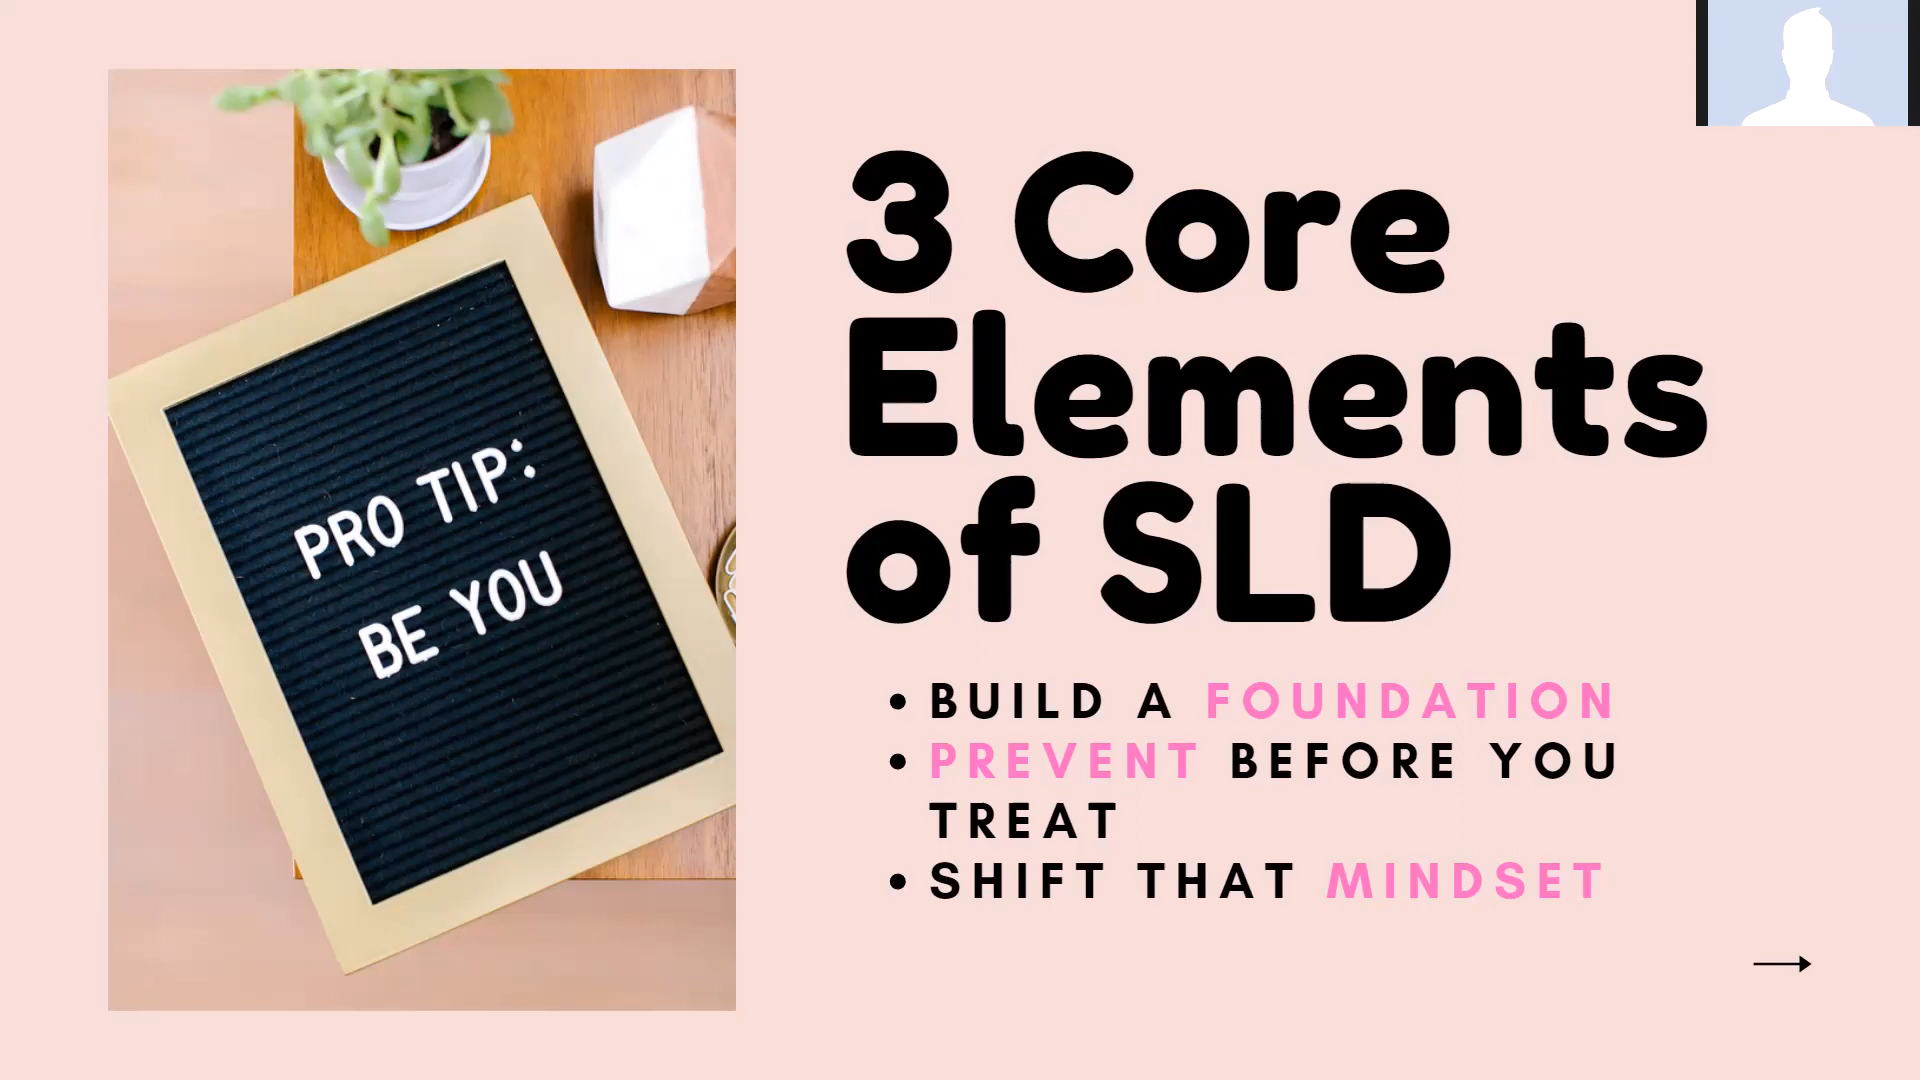 PRO TIP:
BE YOU
3 Core
Elements
of SLD
• BUILD A FOUNDATION
• PREVENT BEFORE YOU
TREAT
• SHIFT THAT MINDSET